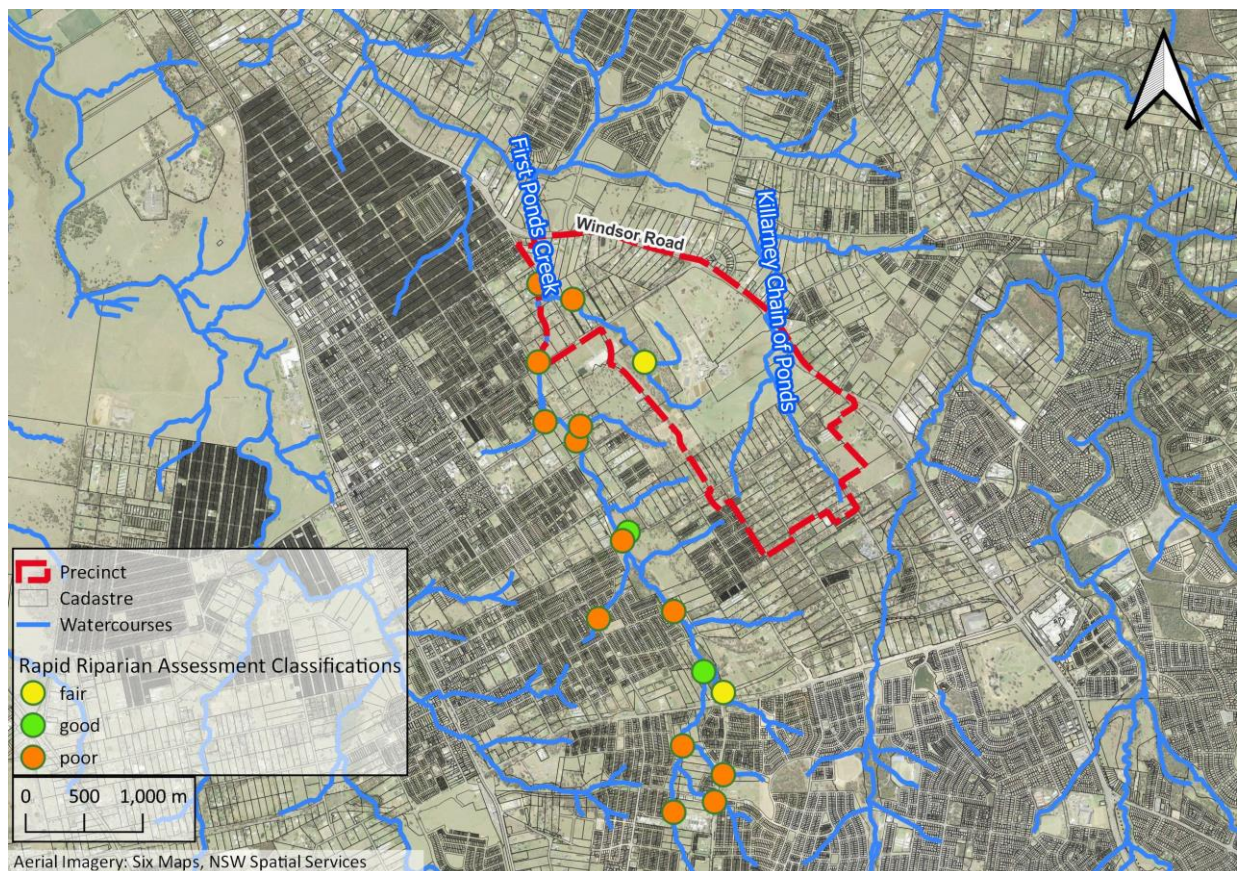 First Ponds Creek
Windsor Road
Killarney Chain of Ponds
Precinct
Cadastre
Watercourses
Rapid Riparian Assessment Classifications
fair
good
poor
0 500 1,000 m
Aerial Imagery: Six Maps, NSW Spatial Services